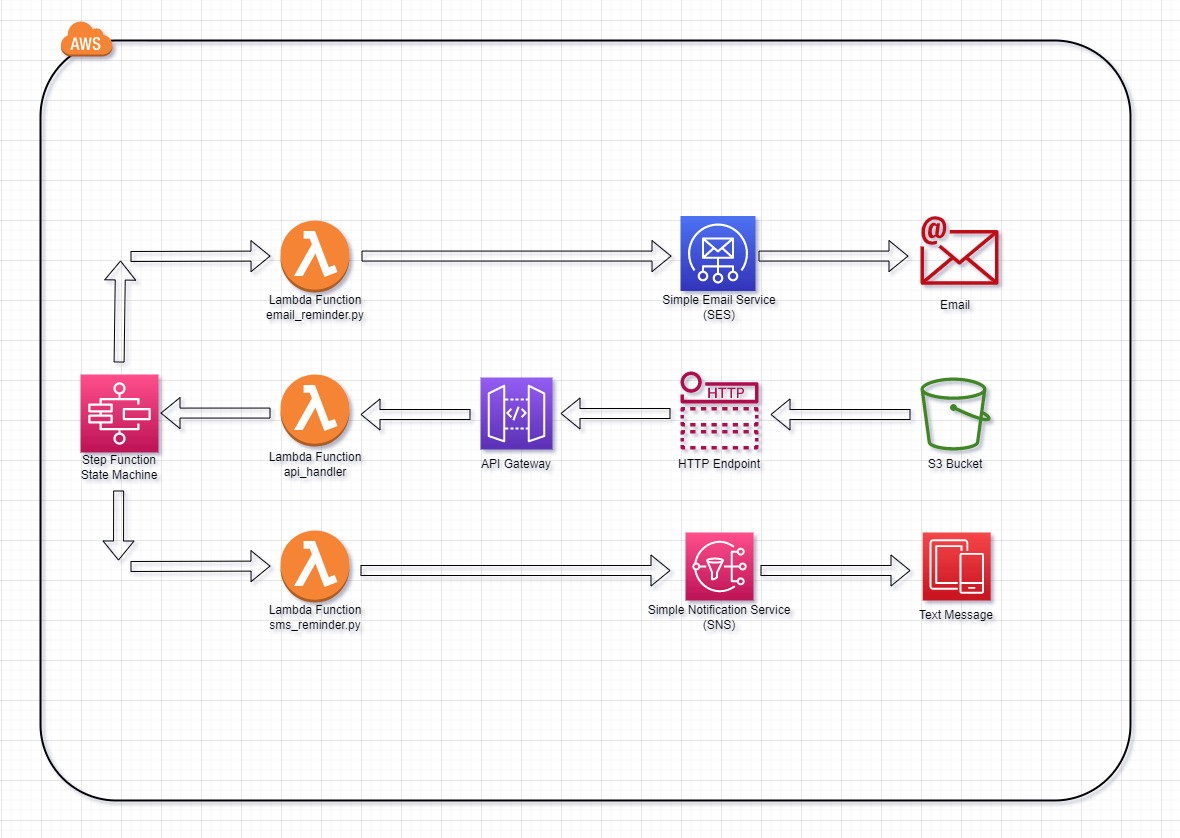 AWS
Lambda Function
email_reminder.py
Simple Email Service
(SES)
@
Email
Step Function
State Machine
Lambda Function
api_handler
</>
API Gateway
HTTP
HTTP Endpoint
S3 Bucket
Lambda Function
sms_reminder.py
Simple Notification Service
(SNS)
Text Message